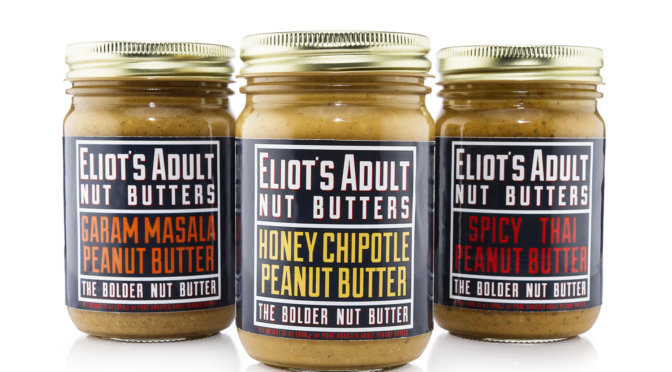 ELIOT'S ADULT
NUT BUTTERS
GARAM MASALA
PEANUT BUTTER
THE BOLDER NUT BUTTER
ELIOT'S ADULT
NUT BUTTERS
HONEY CHIPOTLE
PEANUT BUTTER
THE BOLDER NUT BUTTER
ELIOT'S ADULT
NUT BUTTERS
SPICY THAI
PEANUT BUTTER
THE BOLDER NUT BUTTER